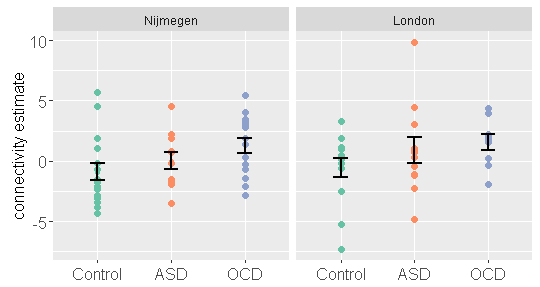 Nijmegen London
connectivity estimate
10
5
0
-5
Control ASD OCD Control ASD OCD